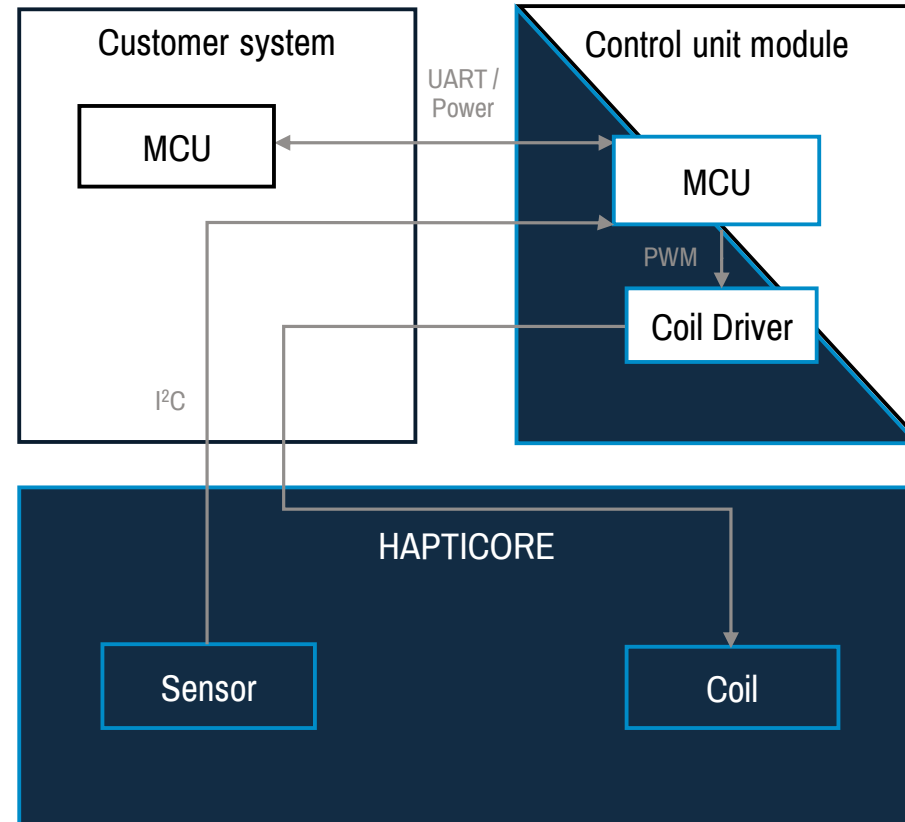 Customer system
Control unit module
UART /
Power
MCU
MCU
PWM
Coil Driver
I²C
HAPTICORE
Sensor
Coil